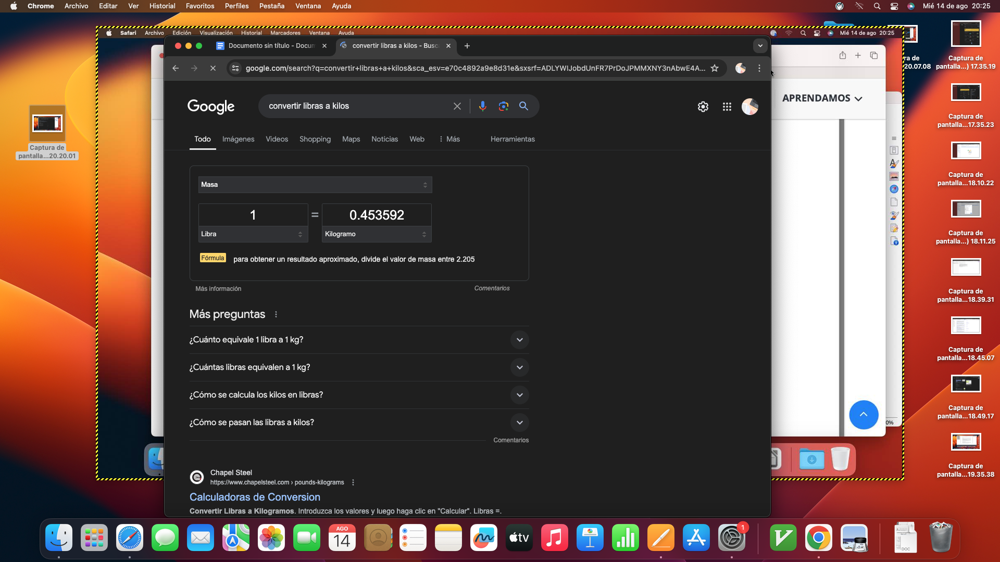 Chrome Archivo Editar Ver Historial Favoritos Perfiles Pestaña Ventana Ayuda
Mié 14 de ago 20:25
Safari Archivo Edición Visualización Historial Marcadores Ventana Ayuda
Mié 14 de ago 20:25
Documento sin título - Docum
convertir libras a kilos - Busc
google.com/search?q=convertir+libras+a+kilos&sca_esv=e70c4892a9e8d31e&sxsrf=ADLYWIJobdUnFR7PrDoJPMMXNY3nAbwE4A...
Google
convertir libras a kilos
Todo Imágenes Videos Shopping Maps Noticias Web Más Herramientas
Masa
1 = 0.453592
Libra Kilogramo
Fórmula para obtener un resultado aproximado, divide el valor de masa entre 2.205
Más información
Comentarios
Más preguntas
¿Cuánto equivale 1 libra a 1 kg?
¿Cuántas libras equivalen a 1 kg?
¿Cómo se calcula los kilos en libras?
¿Cómo se pasan las libras a kilos?
Comentarios
Chapel Steel
https://www.chapelsteel.com › pounds-kilograms
Calculadoras de Conversion
Convertir Libras a Kilogramos. Introduzca los valores y luego haga clic en "Calcular". Libras =.
APRENDAMOS
0%
Captura de
pantalla...20.20.01
ra de
20.07.08
Captura de
pantalla...) 17.35.19
Captura de
pantalla...17.35.23
Captura de
pantalla...18.10.22
Captura de
pantalla...) 18.11.25
Captura de
pantalla...18.39.31
Captura de
pantalla...18.45.07
Captura de
pantalla...18.49.17
Captura de
pantalla...19.35.38
AGO
14
tv
1
DOC